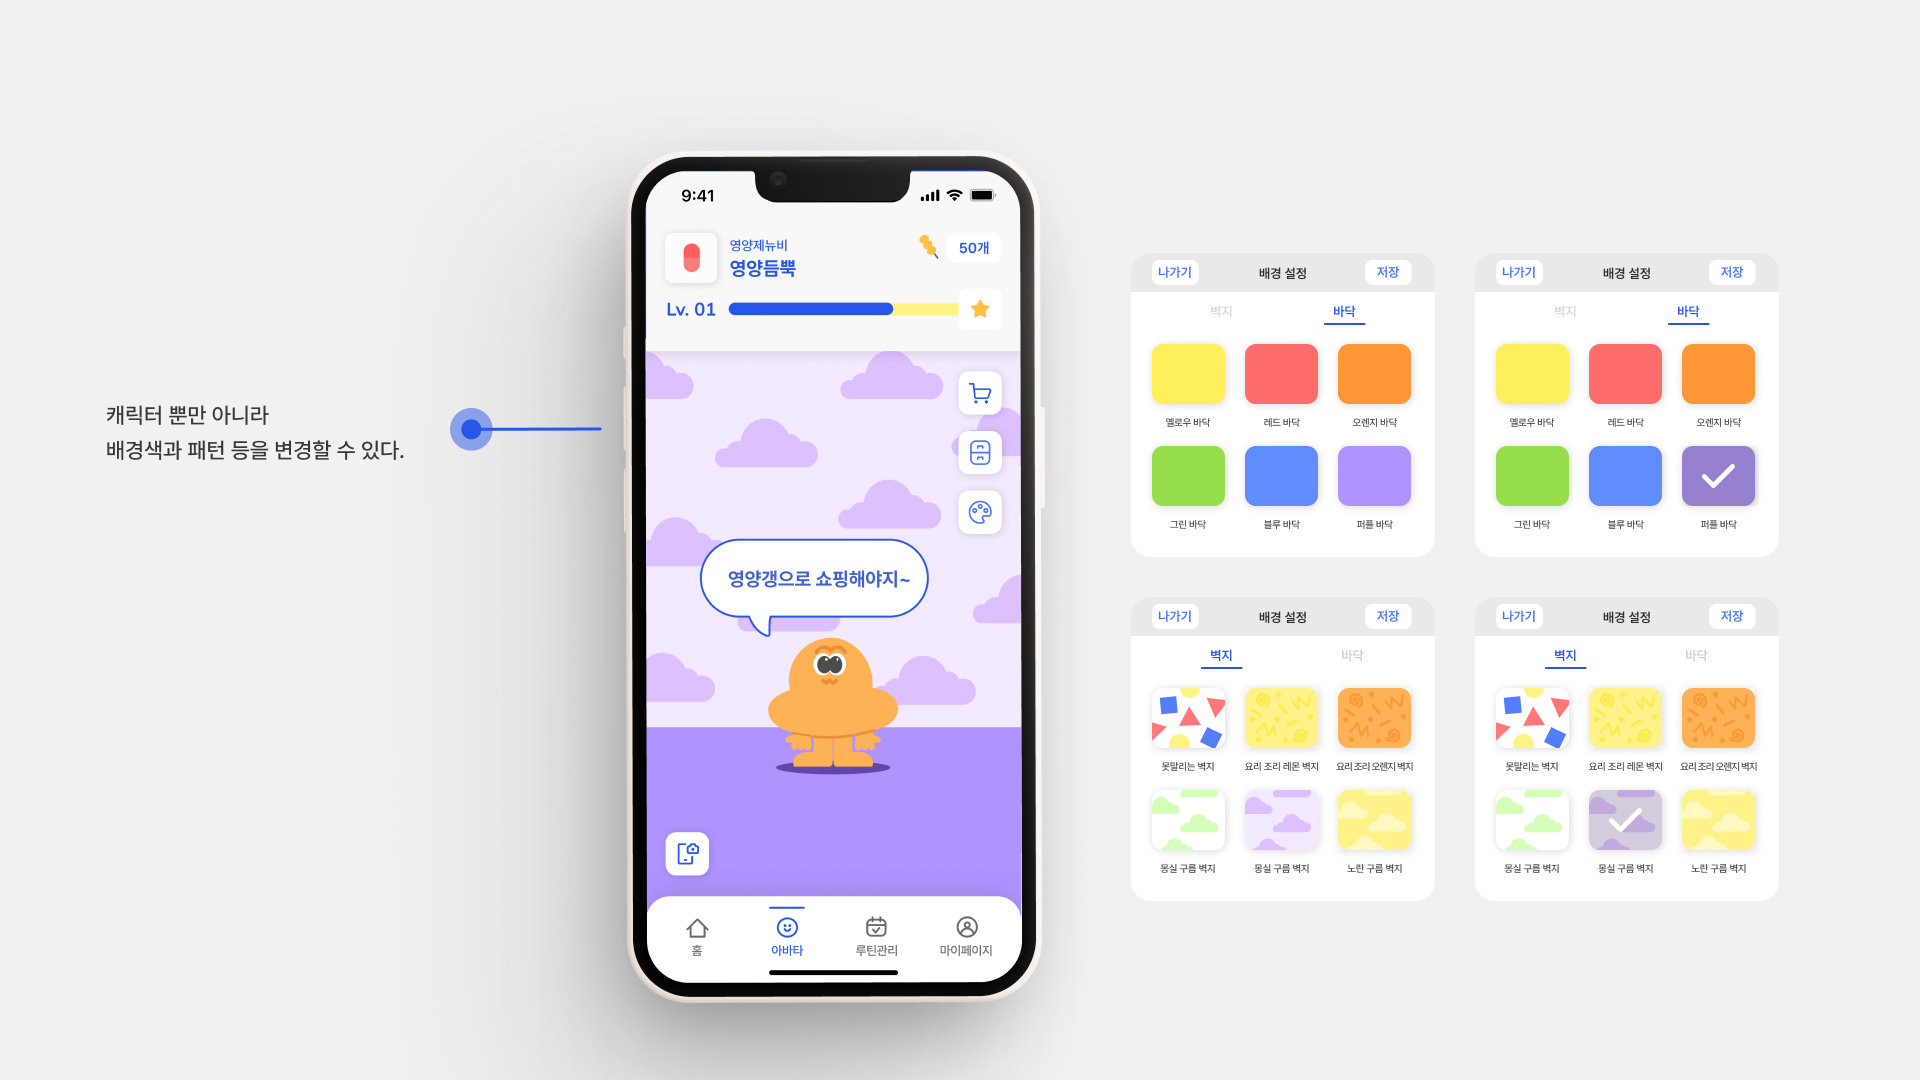 캐릭터 뿐만 아니라
배경색과 패턴 등을 변경할 수 있다.
9:41
영양제뉴비
영양듬뿍
50개
Lv. 01
영양갱으로 쇼핑해야지~
홈
아바타
루틴관리
마이페이지
나가기
배경 설정
저장
벽지
바닥
옐로우 바닥
레드 바닥
오렌지 바닥
그린 바닥
블루 바닥
퍼플 바닥
나가기
배경 설정
저장
벽지
바닥
옐로우 바닥
레드 바닥
오렌지 바닥
그린 바닥
블루 바닥
퍼플 바닥
나가기
배경 설정
저장
벽지
바닥
못말리는 벽지
요리 조리 레몬 벽지
요리 조리 오렌지 벽지
몽실 구름 벽지
몽실 구름 벽지
노란 구름 벽지
나가기
배경 설정
저장
벽지
바닥
못말리는 벽지
요리 조리 레몬 벽지
요리 조리 오렌지 벽지
몽실 구름 벽지
몽실 구름 벽지
노란 구름 벽지